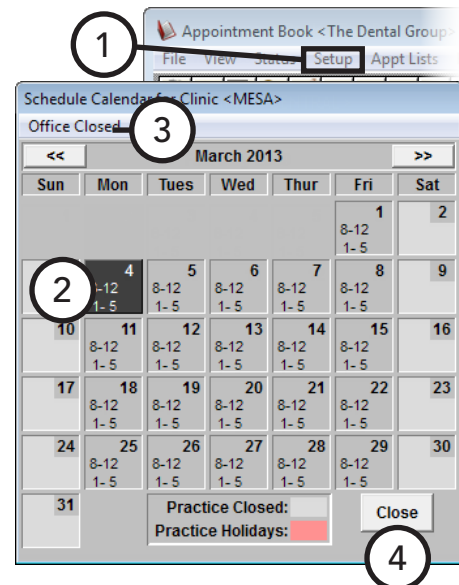 1
Appointment Book <The Dental Group>
File View Status Setup Appt Lists
Schedule Calendar for Clinic <MESA>
Office Closed
3
<< March 2013 >>
Sun Mon Tues Wed Thur Fri Sat
1 2
8-12
1- 5
2
4 5 6 7 8 9
8-12 8-12 8-12 8-12 8-12
1- 5 1- 5 1- 5 1- 5 1- 5
10 11 12 13 14 15 16
8-12 8-12 8-12 8-12 8-12
1- 5 1- 5 1- 5 1- 5 1- 5
17 18 19 20 21 22 23
8-12 8-12 8-12 8-12 8-12
1- 5 1- 5 1- 5 1- 5 1- 5
24 25 26 27 28 29 30
8-12 8-12 8-12 8-12 8-12
1- 5 1- 5 1- 5 1- 5 1- 5
31 Practice Closed: Close
Practice Holidays:
4